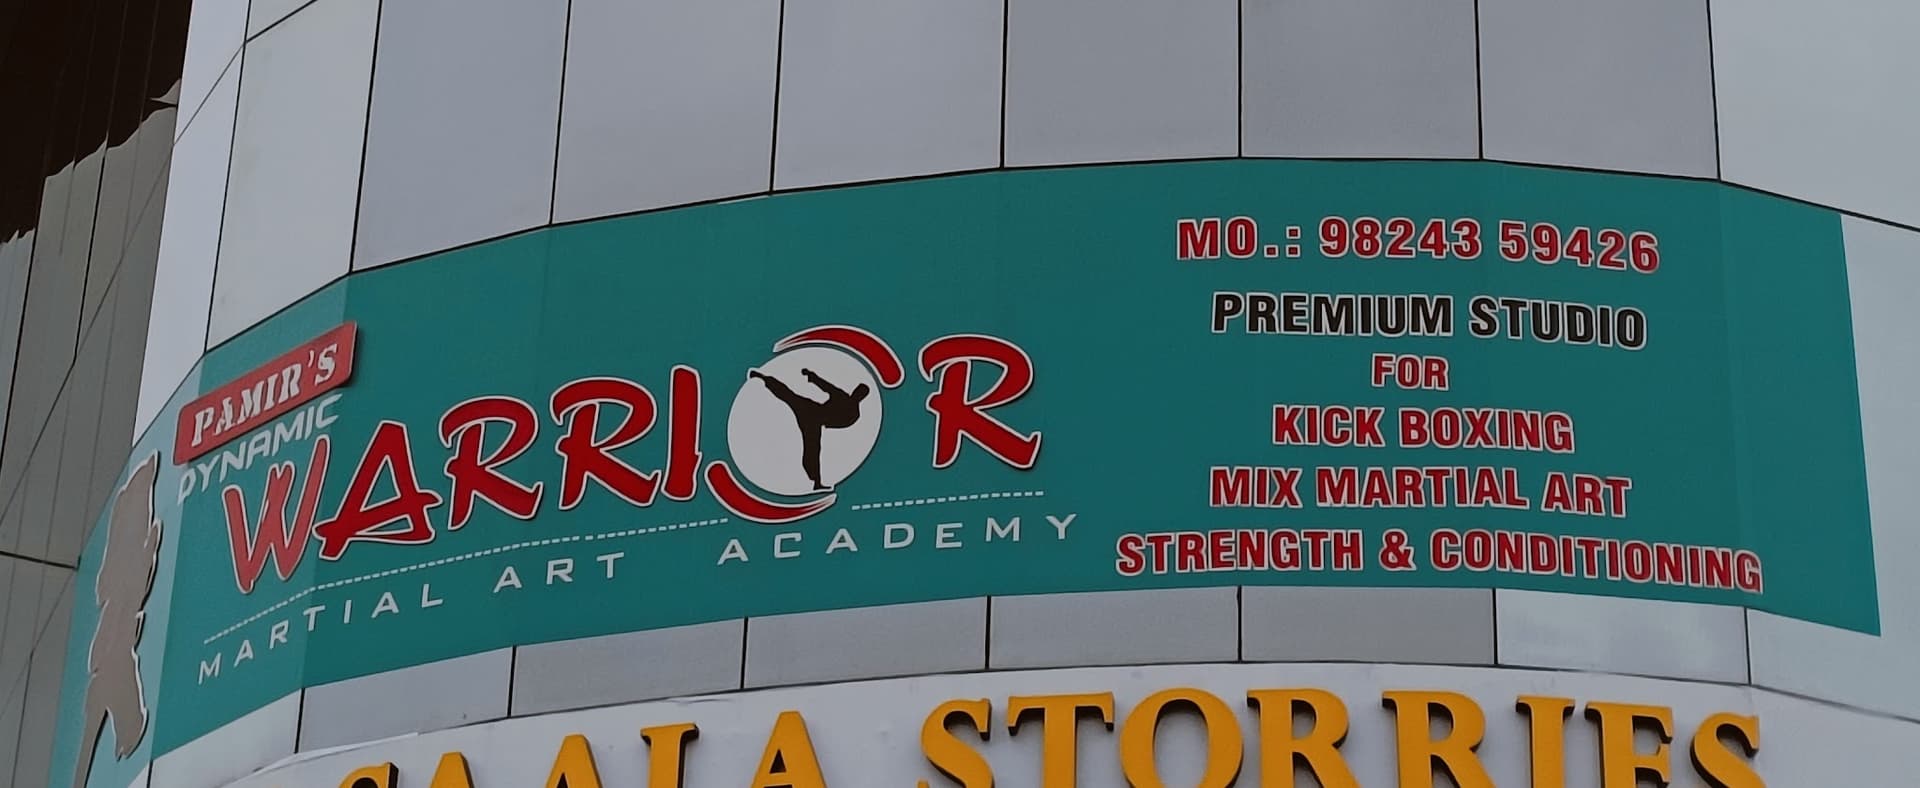 PAMIR'S
DYNAMIC
WARRIOR
MARTIAL ART ACADEMY
MO.: 98243 59426
PREMIUM STUDIO
FOR
KICK BOXING
MIX MARTIAL ART
STRENGTH & CONDITIONING
STORRIES